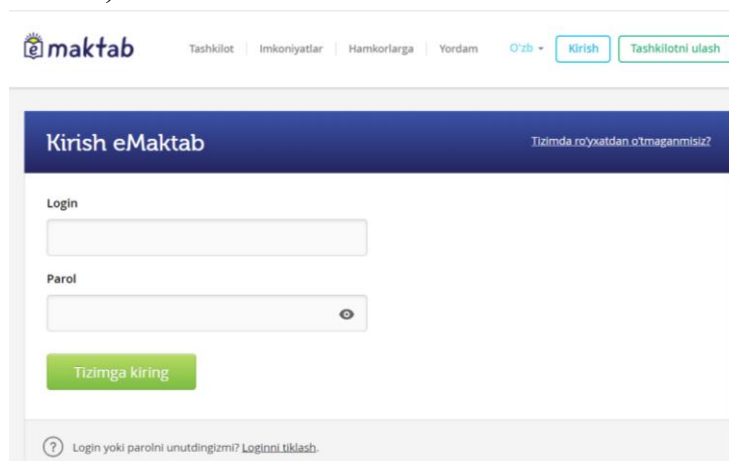 emaktab
Tashkilot Imkoniyatlar Hamkorlarga Yordam O'zb Kirish Tashkilotni ulash
Kirish eMaktab
Tizimda ro'yxatdan o'tmaganmisiz?
Login
Parol
Tizimga kiring
? Login yoki parolni unutdingizmi? Loginni tiklash.